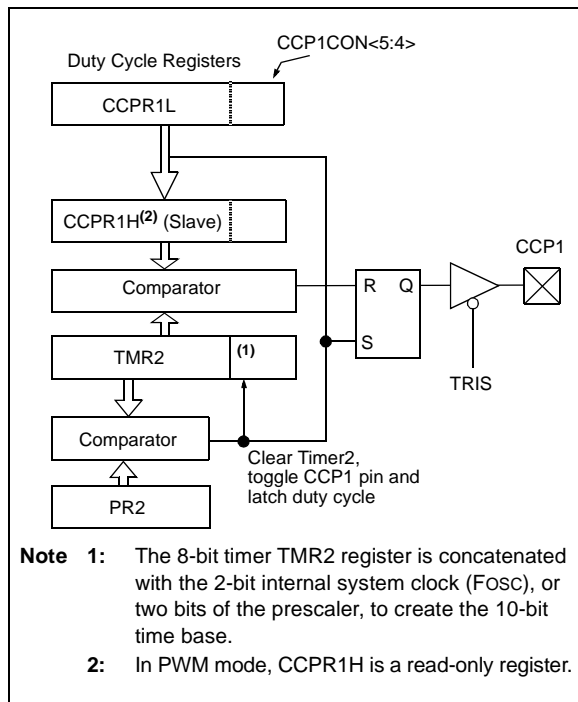 CCP1CON<5:4>
Duty Cycle Registers
CCPR1L
CCPR1H(2) (Slave)
CCP1
Comparator
R Q
TMR2 (1)
S
TRIS
Comparator
Clear Timer2,
toggle CCP1 pin and
latch duty cycle
PR2
Note 1: The 8-bit timer TMR2 register is concatenated
with the 2-bit internal system clock (FOSC), or
two bits of the prescaler, to create the 10-bit
time base.
2: In PWM mode, CCPR1H is a read-only register.